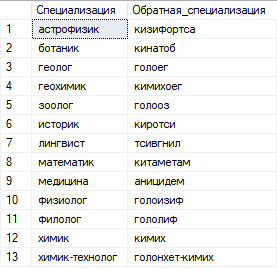 Специализация Обратная_специализация
1 астрофизик кизифортса
2 ботаник кинатоб
3 геолог голоег
4 геохимик кимихоег
5 зоолог голооз
6 историк киротси
7 лингвист тсивгнил
8 математик китаметам
9 медицина аницидем
10 физиолог голоизиф
11 филолог гололиф
12 химик кимих
13 химик-технолог голонхет-кимих